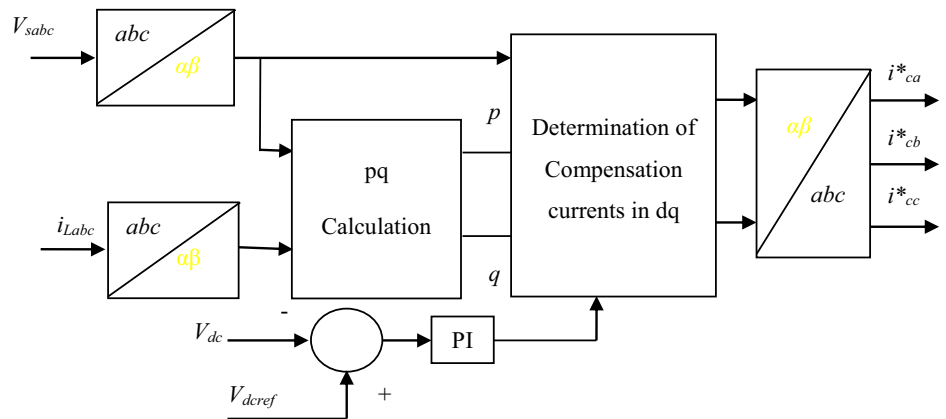 V_sabc
abc
αβ
i_Labc
abc
αβ
pq
Calculation
p
q
Determination of
Compensation
currents in dq
αβ
abc
i*_ca
i*_cb
i*_cc
-
V_dc
PI
V_dcref
+